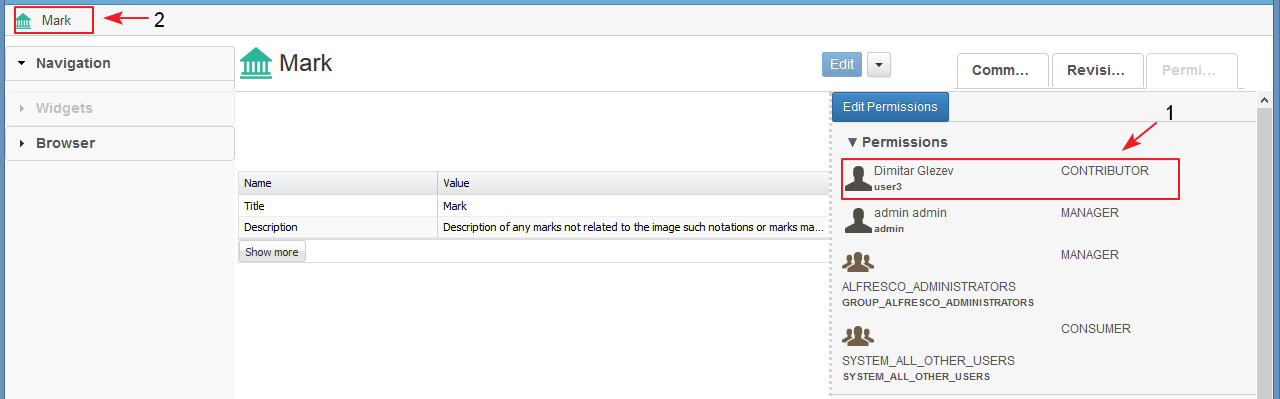 Mark
2
Navigation
Widgets
Browser
Mark
Edit
Comm...
Revisi...
Permi...
Edit Permissions
1
Permissions
Dimitar Glezev CONTRIBUTOR
user3
admin admin MANAGER
admin
MANAGER
ALFRESCO_ADMINISTRATORS
GROUP_ALFRESCO_ADMINISTRATORS
CONSUMER
SYSTEM_ALL_OTHER_USERS
SYSTEM_ALL_OTHER_USERS
Name Value
Title Mark
Description Description of any marks not related to the image such notations or marks ma...
Show more